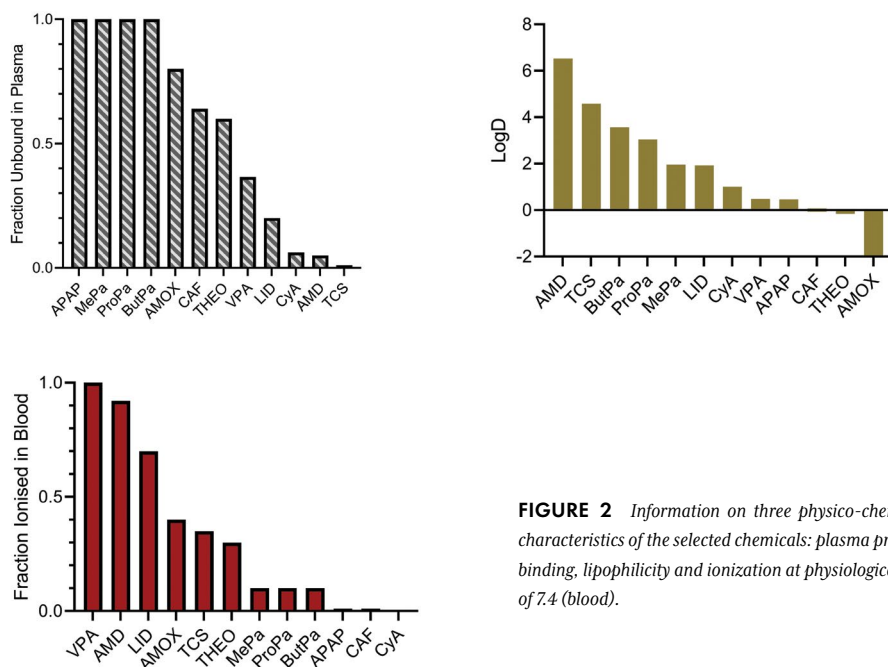 Fraction Unbound in Plasma
1.0
0.5
0.0
APAP
MePa
ProPa
ButPa
AMOX
CAF
THEO
VPA
LID
CyA
AMD
TCS
LogD
8
6
4
2
0
-2
AMD
TCS
ButPa
ProPa
MePa
LID
CyA
VPA
APAP
CAF
THEO
AMOX
Fraction Ionised in Blood
1.0
0.5
0.0
VPA
AMD
LID
AMOX
TCS
THEO
MePa
ProPa
ButPa
APAP
CAF
CyA
FIGURE 2 Information on three physico-che
characteristics of the selected chemicals: plasma pr
binding, lipophilicity and ionization at physiologic
of 7.4 (blood).